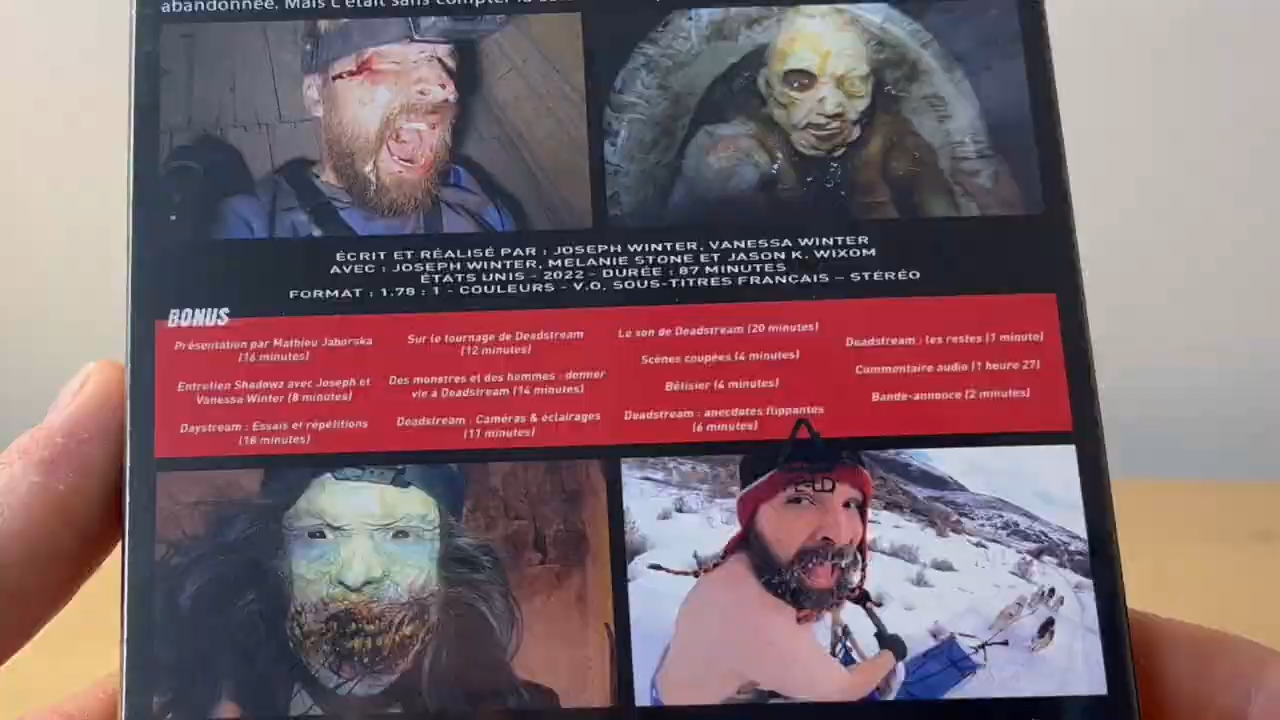 abandonnée. Mais c'était sans compter la
ÉCRIT ET RÉALISÉ PAR : JOSEPH WINTER, VANESSA WINTER
AVEC : JOSEPH WINTER, MELANIE STONE ET JASON K. WIXOM
ÉTATS UNIS - 2022 - DURÉE : 87 MINUTES
FORMAT : 1.78 : 1 - COULEURS - V.O. SOUS-TITRES FRANÇAIS - STÉRÉO
BONUS
Présentation par Mathieu Jaborska
(16 minutes)
Entretien Shadowz avec Joseph et
Vanessa Winter (8 minutes)
Daystream : Essais et répétitions
(18 minutes)
Sur le tournage de Deadstream
(12 minutes)
Des monstres et des hommes : donner
vie à Deadstream (14 minutes)
Deadstream : Caméras & éclairages
(11 minutes)
Le son de Deadstream (20 minutes)
Scènes coupées (4 minutes)
Bêtisier (4 minutes)
Deadstream : anecdotes flippantes
(6 minutes)
Deadstream : les restes (1 minute)
Commentaire audio (1 heure 27)
Bande-annonce (2 minutes)